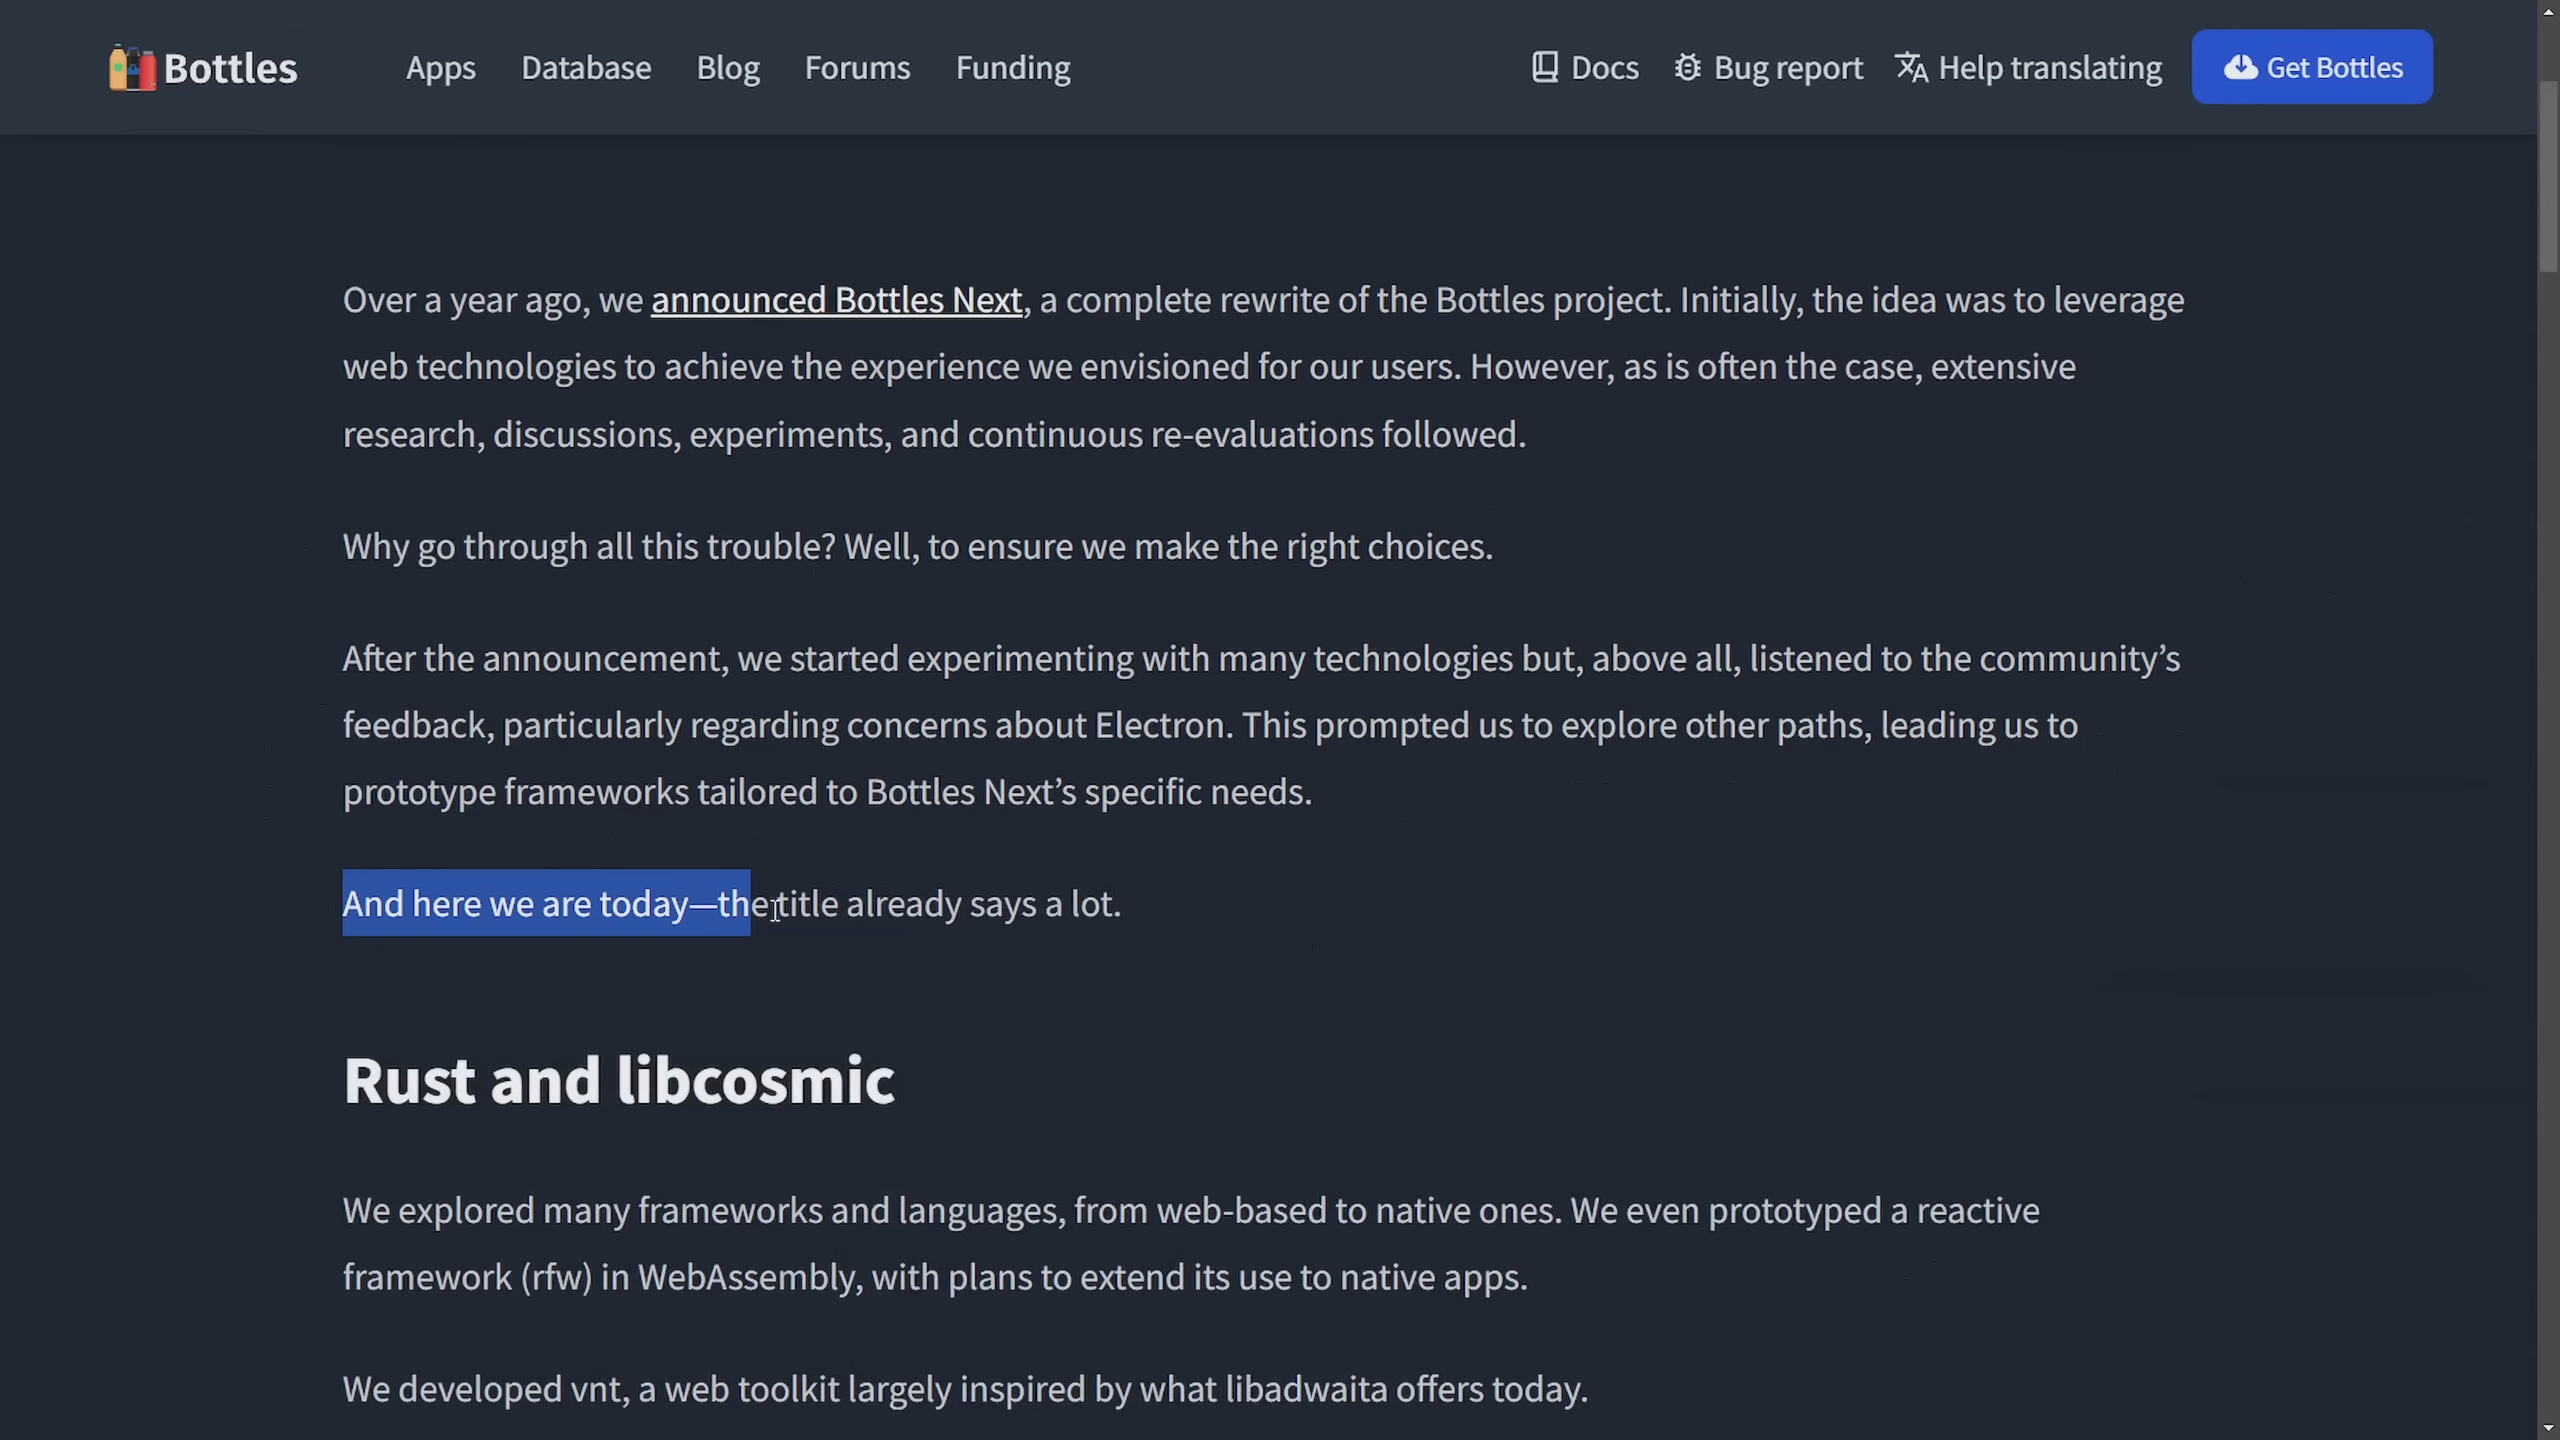 Bottles Apps Database Blog Forums Funding Docs Bug report Help translating Get Bottles
Over a year ago, we announced Bottles Next, a complete rewrite of the Bottles project. Initially, the idea was to leverage
web technologies to achieve the experience we envisioned for our users. However, as is often the case, extensive
research, discussions, experiments, and continuous re-evaluations followed.
Why go through all this trouble? Well, to ensure we make the right choices.
After the announcement, we started experimenting with many technologies but, above all, listened to the community’s
feedback, particularly regarding concerns about Electron. This prompted us to explore other paths, leading us to
prototype frameworks tailored to Bottles Next’s specific needs.
And here we are today—the title already says a lot.
Rust and libcosmic
We explored many frameworks and languages, from web-based to native ones. We even prototyped a reactive
framework (rfw) in WebAssembly, with plans to extend its use to native apps.
We developed vnt, a web toolkit largely inspired by what libadwaita offers today.